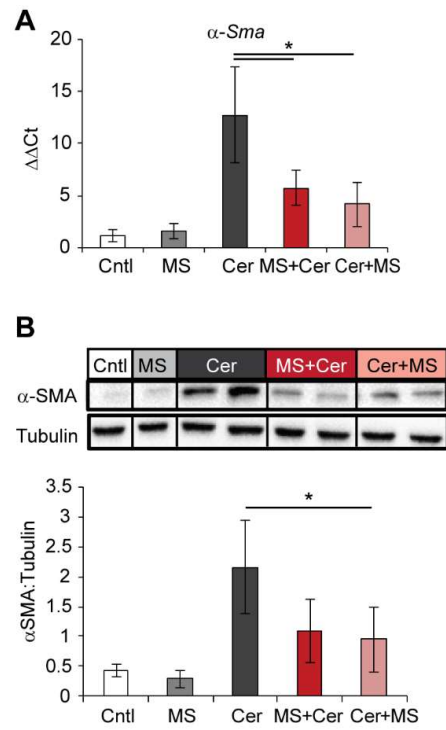 A
α-Sma
*
20
15
10
5
0
ΔΔCt
Cntl MS Cer MS+Cer Cer+MS
B
Cntl MS Cer MS+Cer Cer+MS
α-SMA
Tubulin
*
3.5
3
2.5
2
1.5
1
0.5
0
αSMA:Tubulin
Cntl MS Cer MS+Cer Cer+MS